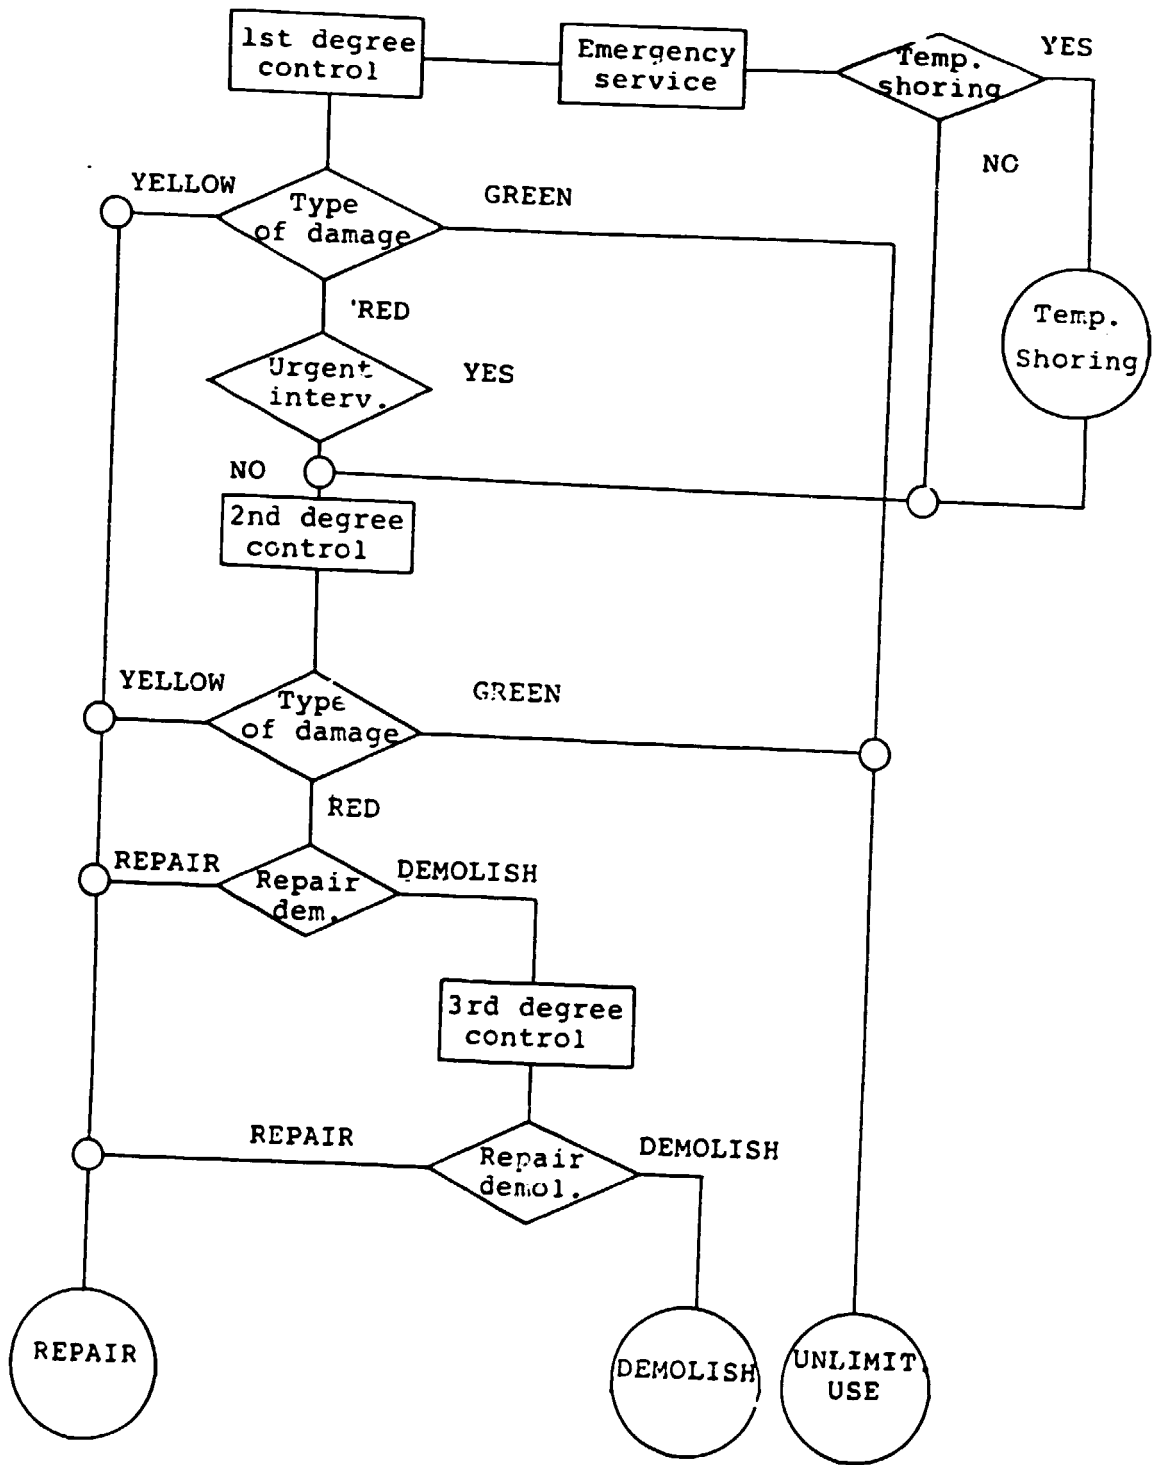 1st degree
control
Emergency
service
Temp.
shoring
YES
NO
YELLOW
Type
of damage
GREEN
RED
Temp.
Shoring
Urgent
interv.
YES
NO
2nd degree
control
YELLOW
Type
of damage
GREEN
RED
REPAIR
Repair
dem.
DEMOLISH
3rd degree
control
REPAIR
Repair
demol.
DEMOLISH
REPAIR
DEMOLISH
UNLIMIT.
USE